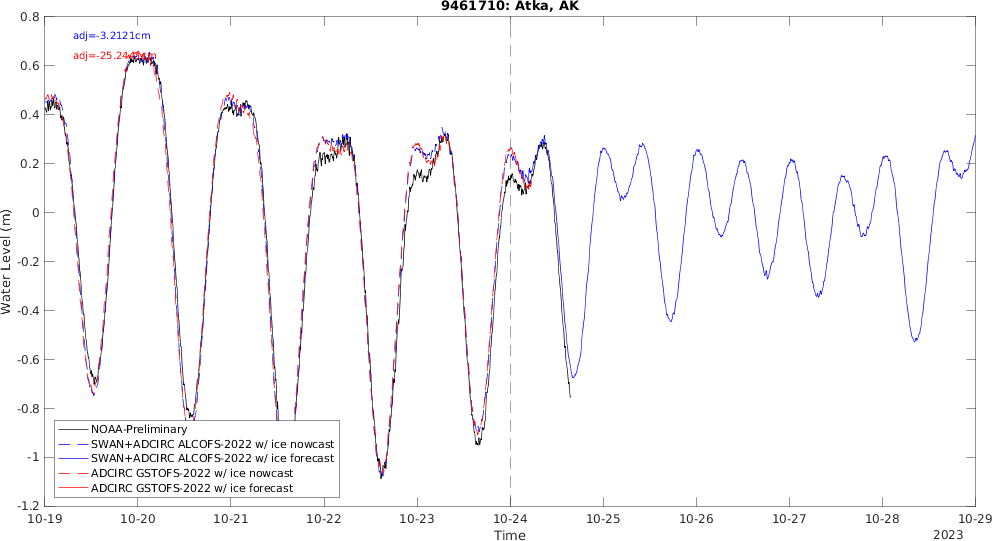 9461710: Atka, AK
adj=-3.2121cm
Water Level (m)
0.8
0.6
0.4
0.2
0
-0.2
-0.4
-0.6
-0.8
-1
-1.2
NOAA-Preliminary
SWAN+ADCIRC ALCOFS-2022 w/ ice nowcast
SWAN+ADCIRC ALCOFS-2022 w/ ice forecast
ADCIRC GSTOFS-2022 w/ ice nowcast
ADCIRC GSTOFS-2022 w/ ice forecast
10-19 10-20 10-21 10-22 10-23 10-24 10-25 10-26 10-27 10-28 10-29
Time
2023